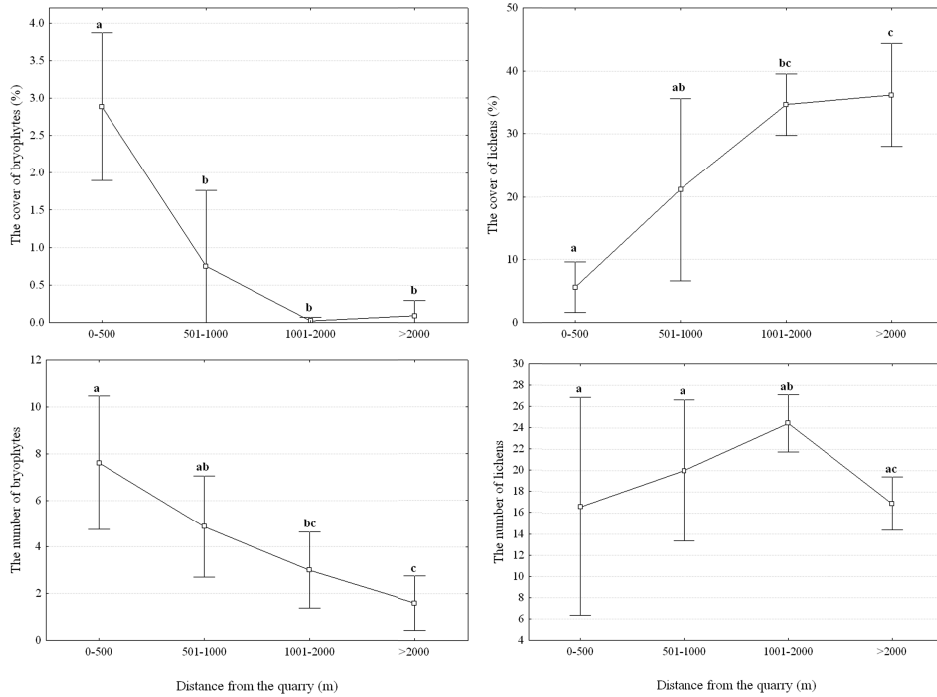 The cover of bryophytes (%)
4.0
3.5
3.0
2.5
2.0
1.5
1.0
0.5
0.0
a
b
b
b
0-500
501-1000
1001-2000
>2000
The cover of lichens (%)
50
40
30
20
10
0
a
ab
bc
c
0-500
501-1000
1001-2000
>2000
The number of bryophytes
12
10
8
6
4
2
0
a
ab
bc
c
0-500
501-1000
1001-2000
>2000
Distance from the quarry (m)
The number of lichens
30
28
26
24
22
20
18
16
14
12
10
8
6
4
a
a
ab
ac
0-500
501-1000
1001-2000
>2000
Distance from the quarry (m)